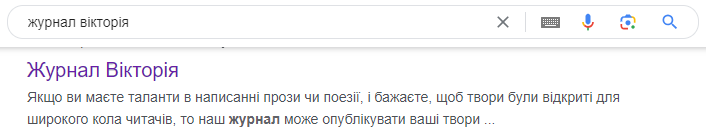 журнал вікторія
Журнал Вікторія
Якщо ви маєте таланти в написанні прози чи поезії, і бажаєте, щоб твори були відкриті для
широкого кола читачів, то наш журнал може опублікувати ваші твори ...